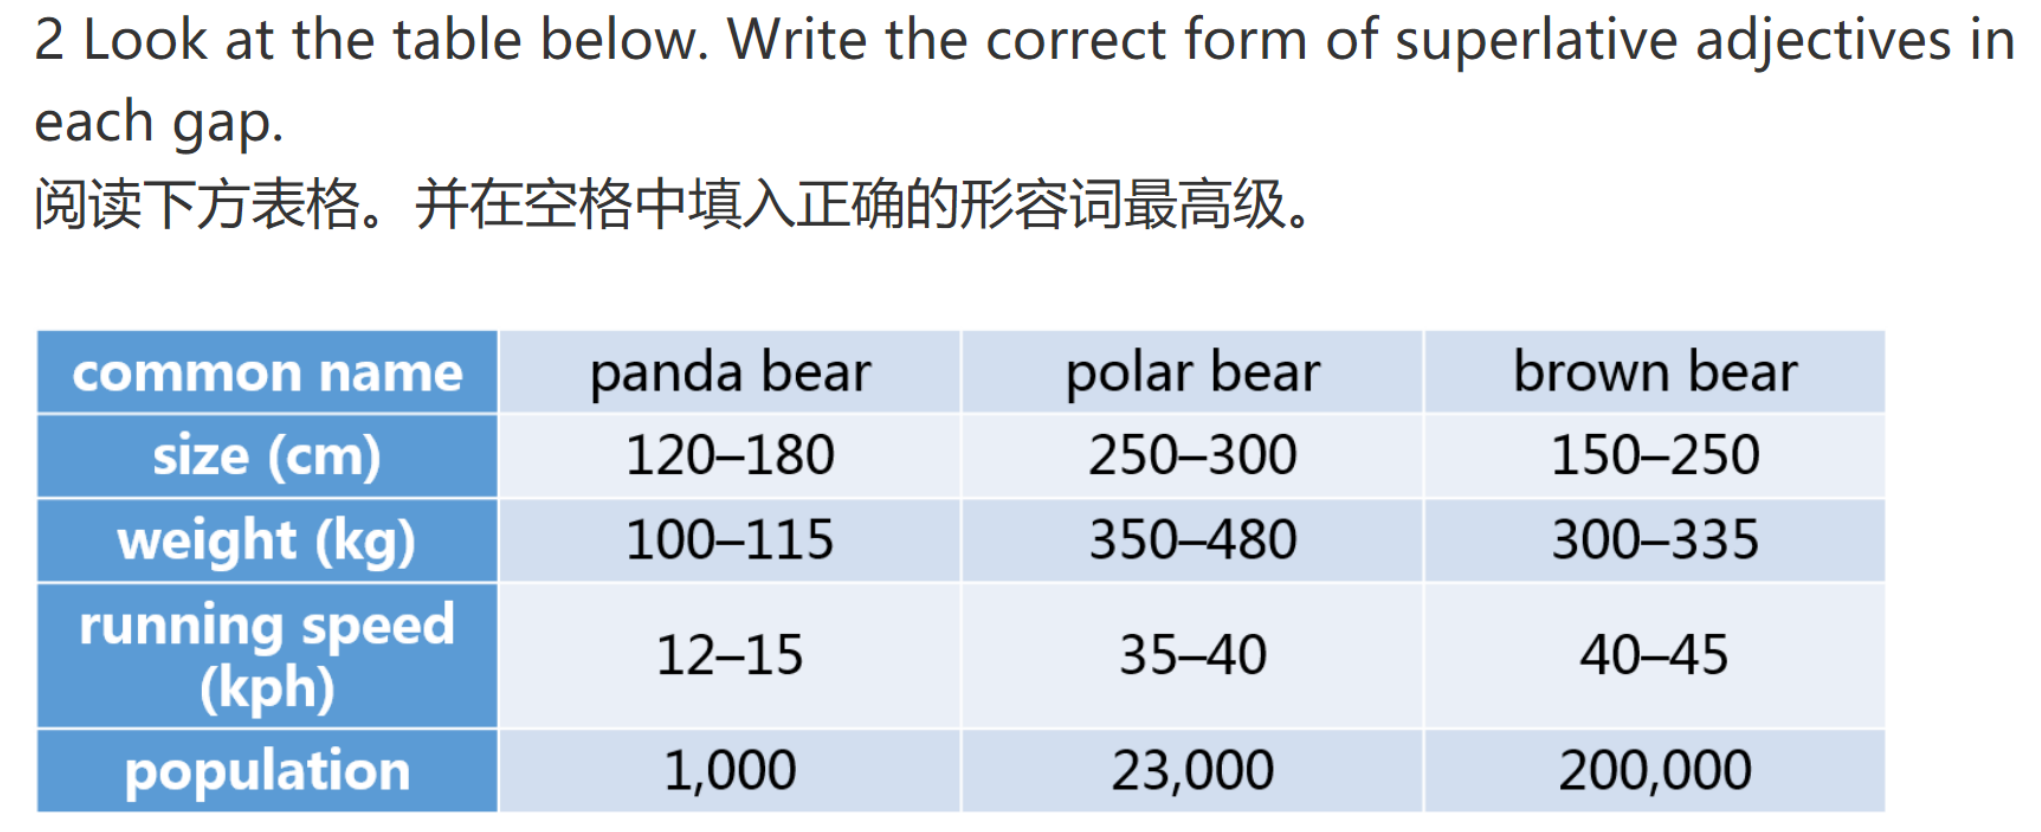 2 Look at the table below. Write the correct form of superlative adjectives in
each gap.
阅读下方表格。并在空格中填入正确的形容词最高级。
common name panda bear polar bear brown bear
size (cm) 120–180 250–300 150–250
weight (kg) 100–115 350–480 300–335
running speed
(kph) 12–15 35–40 40–45
population 1,000 23,000 200,000